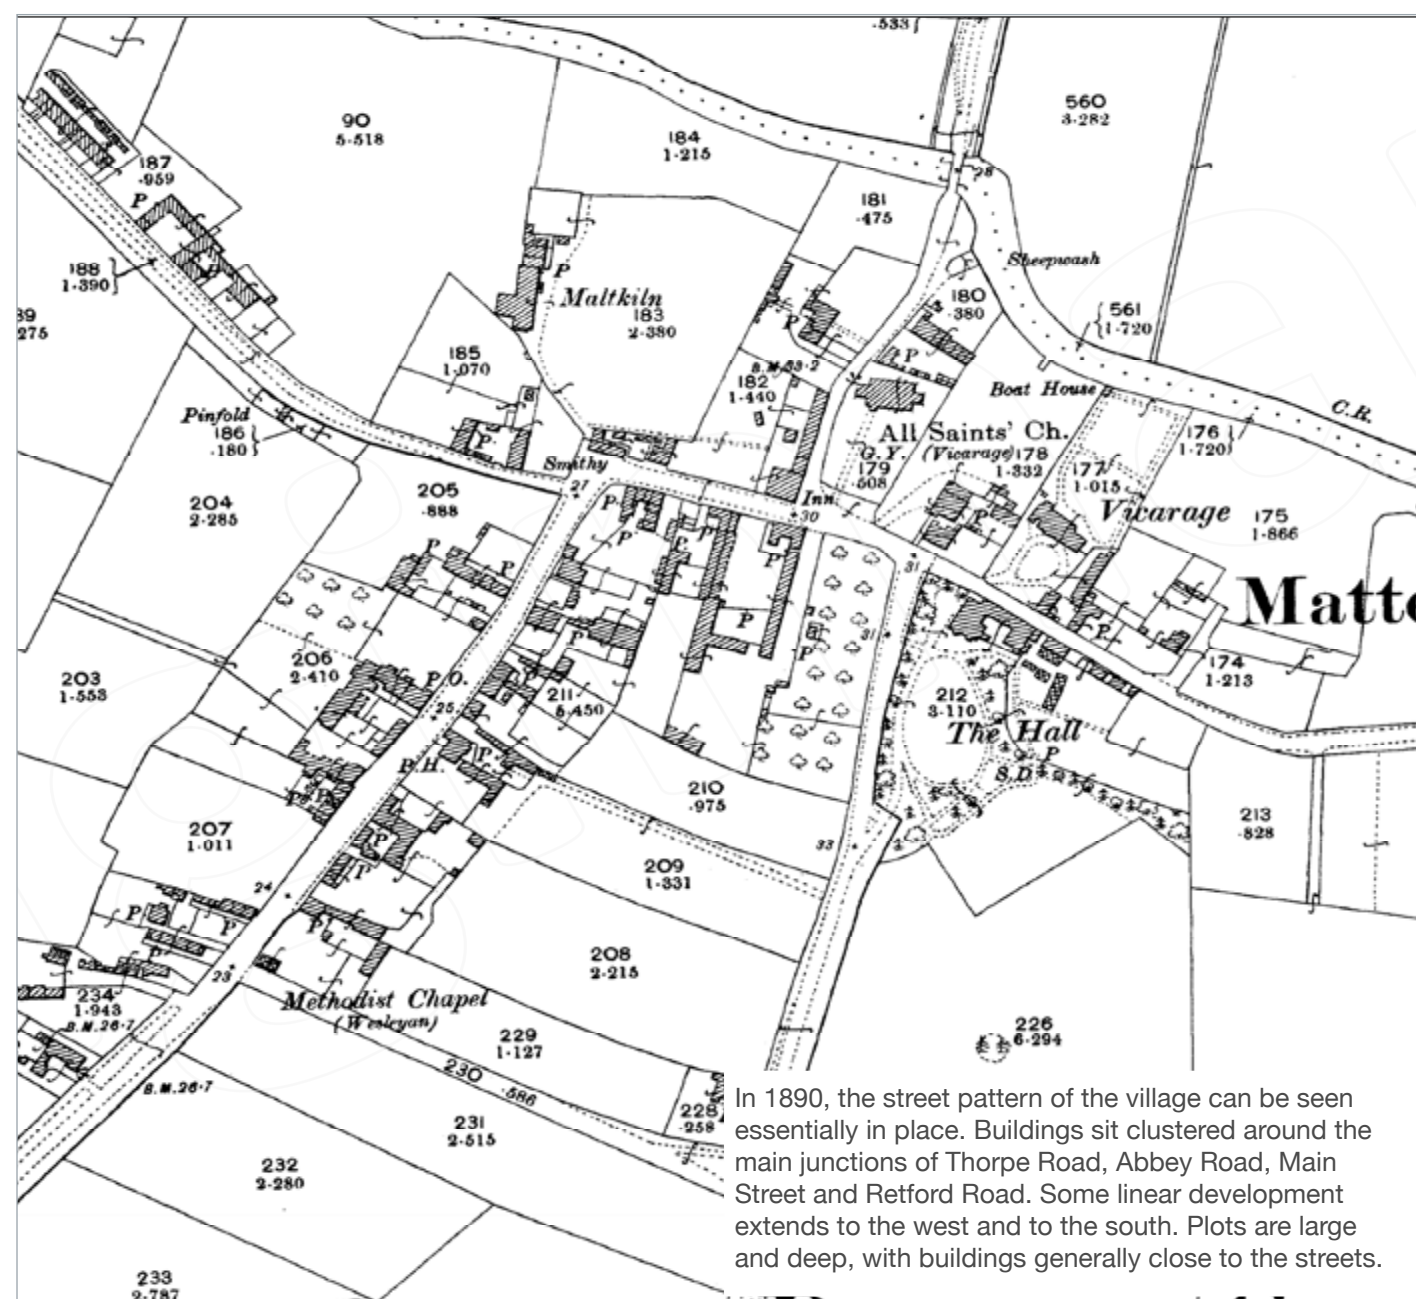 .533}
560
3.282
90
5.518
184
1.215
187
.959
P
28
181
.475
188
1.390}
P
Sheepwash
P
Maltkiln
180
.380
89
.275
183
2.380
561
1.720
P
185
1.070
P
B.M.33.2
182
1.440
Boat House
C.R.
Pinfold
186
.180}
All Saints' Ch.
G.Y.
(Vicarage)
178
1.332
176
1.720}
P
Smithy
179
.508
177
1.015
205
.888
27
Inn
30
204
2.285
P
P
P
P
P
Vicarage
175
1.866
P
P
P
31
Matte
P
31
P
P
P
206
2.410
174
1.213
203
1.553
P.O.
P
211
5.450
212
3.110
25
The Hall
P
S.D.
P.H.
P
P
210
.975
213
.828
207
1.011
P
33
P
209
1.331
24
P
P
P
P
208
2.215
23
234
1.943
B.M.26.7
Methodist Chapel
(Wesleyan)
229
1.127
226
6.294
B.M.26.7
230
.586
228
.258
231
2.515
232
2.280
233
2.787
In 1890, the street pattern of the village can be seen
essentially in place. Buildings sit clustered around the
main junctions of Thorpe Road, Abbey Road, Main
Street and Retford Road. Some linear development
extends to the west and to the south. Plots are large
and deep, with buildings generally close to the streets.